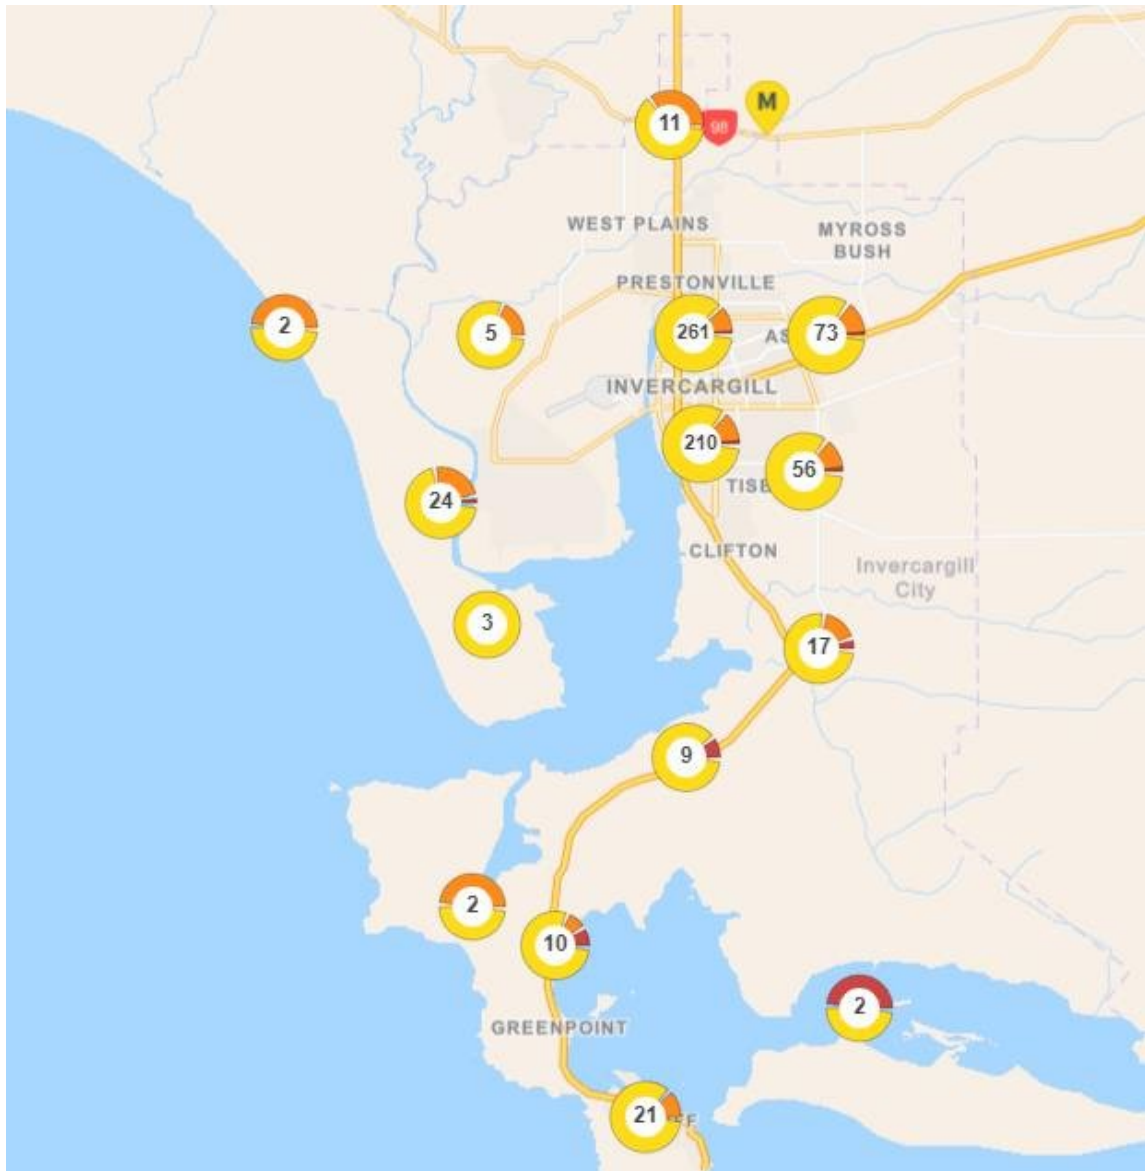 M
11
98
WEST PLAINS
MYROSS
BUSH
PRESTONVILLE
2
5
261
73
INVERCARGILL
210
56
24
CLIFTON
Invercargill
City
3
17
9
2
10
2
GREENPOINT
21